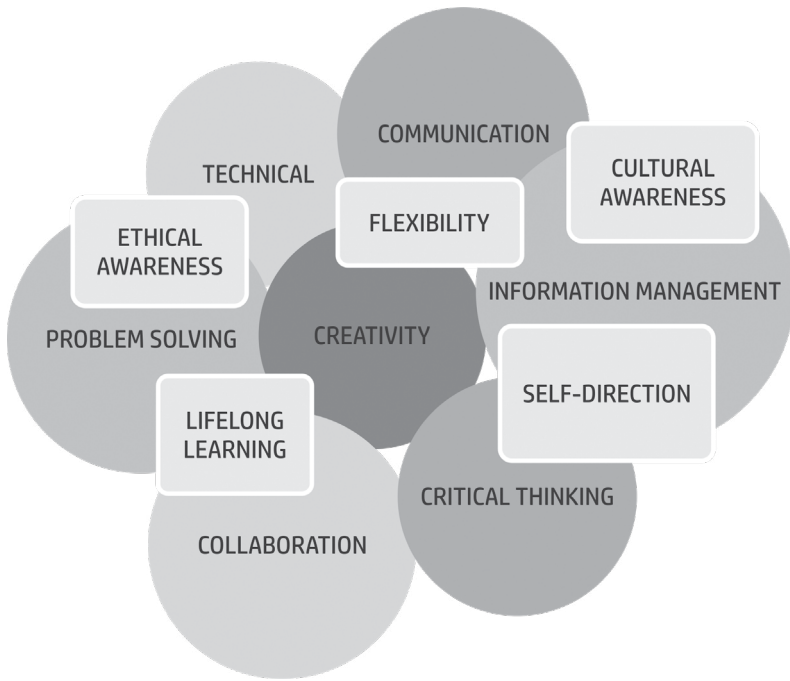 COMMUNICATION
TECHNICAL
CULTURAL
AWARENESS
FLEXIBILITY
ETHICAL
AWARENESS
INFORMATION MANAGEMENT
PROBLEM SOLVING
CREATIVITY
SELF-DIRECTION
LIFELONG
LEARNING
CRITICAL THINKING
COLLABORATION